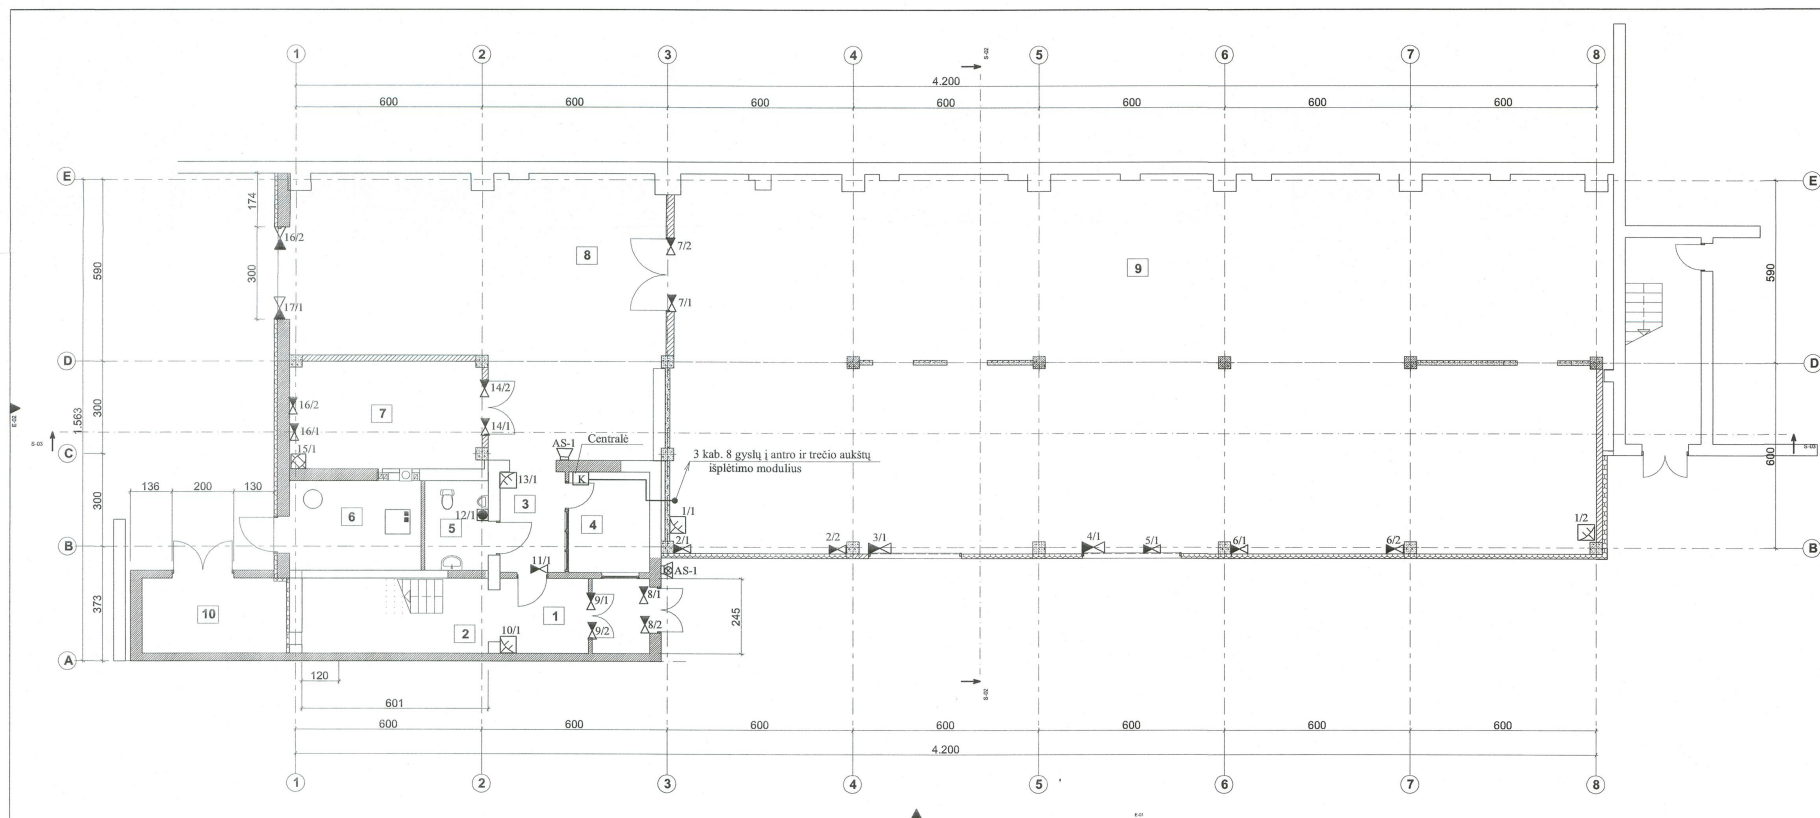 1 2 3 4 5 6 7 8
S-02
4.200
600 600 600 600 600 600 600
E E
174
16/2
8
7/2
9
590 300 590
17/1
7/1
D D
14/2
16/2
7
300
1.563
E-02
16/1
14/1
S-03
AS-1
Centralė
C
15/1
3 kab. 8 gyslų į antro ir trečio aukštų
išplėtimo modulius
S-03
600
K
13/1
136 200 130
3
300
6
12/1
5
4
1/1
1/2
B B
2/1 2/2 3/1 4/1 5/1 6/1 6/2
11/1
AS-1
9/1 8/1
373
10
1
245
2
10/1
9/2 8/2
A
120
S-02
601
600 600 600 600 600 600 600
4.200
1 2 3 4 5 6 7 8
E-01